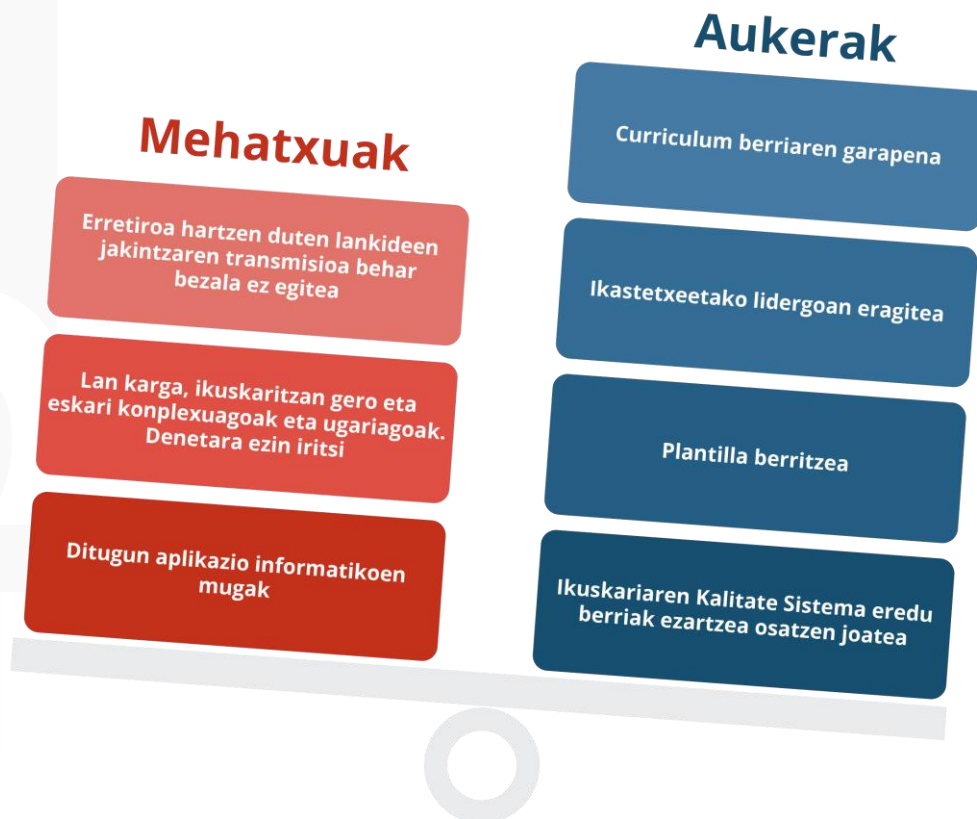 Mehatxuak
Erretiroa hartzen duten lankideen
jakintzaren transmisioa behar
bezala ez egitea
Lan karga, ikuskaritzan gero eta
eskari konplexuagoak eta ugariagoak.
Denetara ezin iritsi
Ditugun aplikazio informatikoen
mugak
Aukerak
Curriculum berriaren garapena
Ikastetxeetako lidergoan eragitea
Plantilla berritzea
Ikuskariaren Kalitate Sistema eredu
berriak ezartzea osatzen joatea